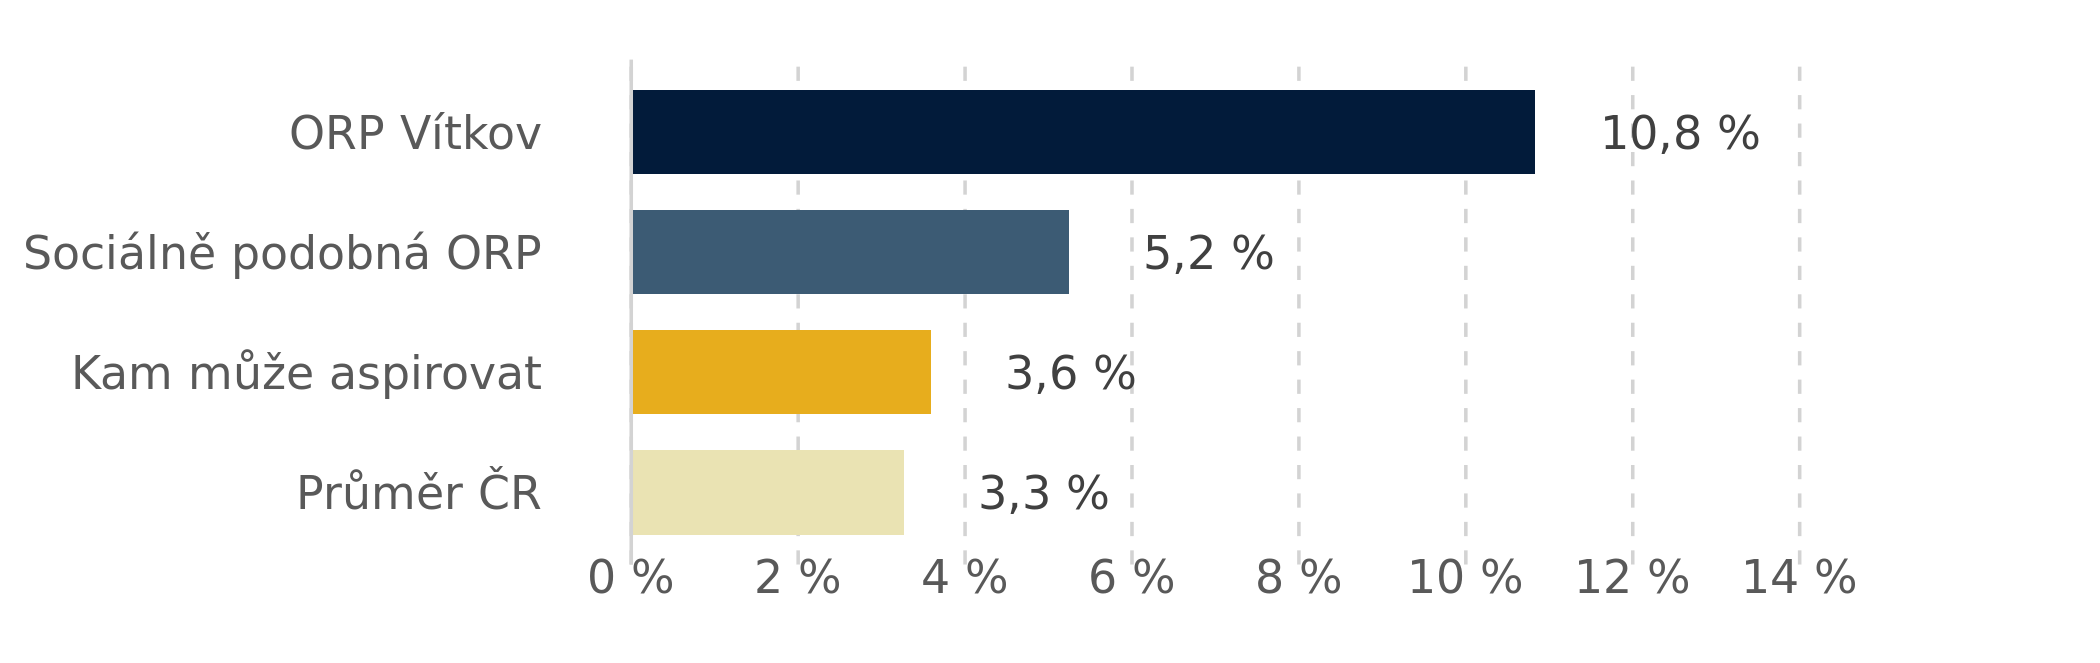 ORP Vítkov 10,8 %
Sociálně podobná ORP 5,2 %
Kam může aspirovat 3,6 %
Průměr ČR 3,3 %
0 % 2 % 4 % 6 % 8 % 10 % 12 % 14 %